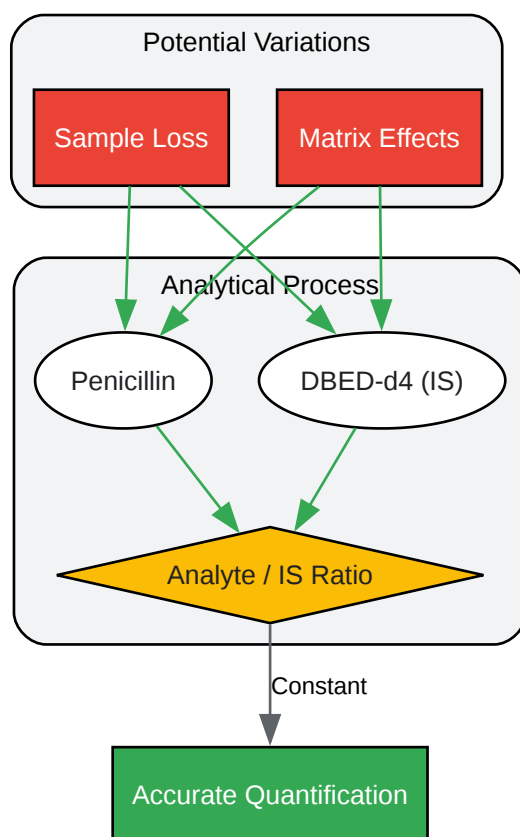 Potential Variations
Sample Loss
Matrix Effects
Analytical Process
Penicillin
DBED-d4 (IS)
Analyte / IS Ratio
Constant
Accurate Quantification